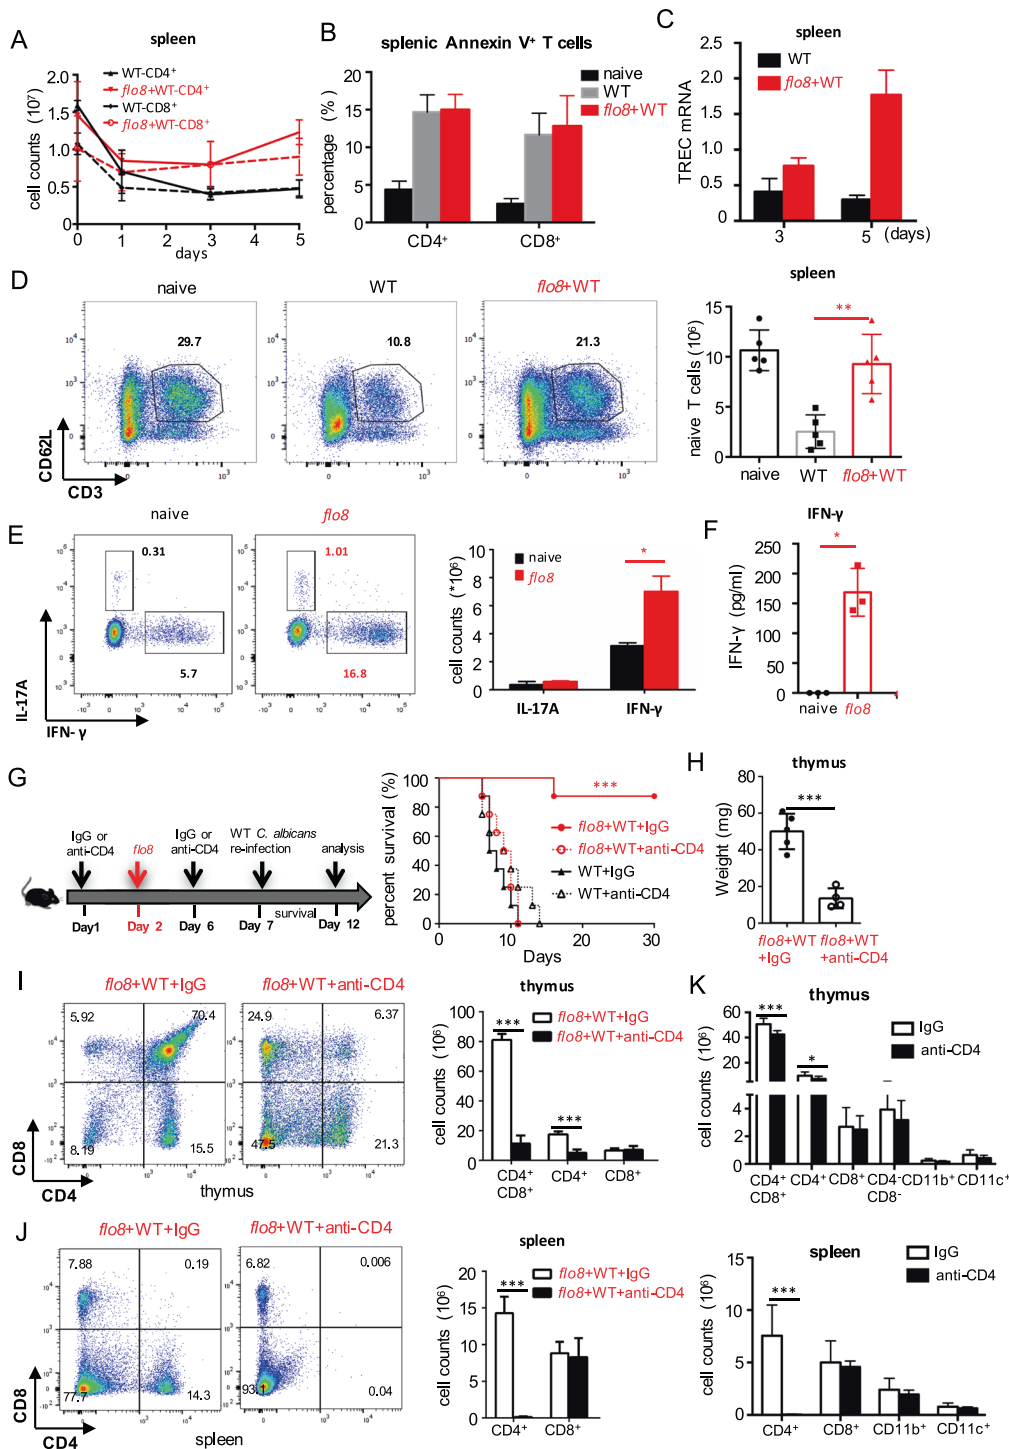 A
spleen
cell counts (10⁷)
2.0
1.5
1.0
0.5
0
0 1 2 3 4 5
days
WT-CD4⁺
flo8+WT-CD4⁺
WT-CD8⁺
flo8+WT-CD8⁺
B
splenic Annexin V⁺ T cells
percentage (%)
20
15
10
5
0
naive
WT
flo8+WT
CD4⁺ CD8⁺
C
spleen
TREC mRNA
2.5
2.0
1.5
1.0
0.5
0
WT
flo8+WT
3 5 (days)
D
naive WT flo8+WT
29.7 10.8 21.3
CD62L
CD3
spleen
naive T cells (10⁶)
15
10
5
0
**
naive WT flo8+WT
E
naive flo8
0.31 1.01
5.7 16.8
IL-17A
IFN- γ
cell counts (*10⁶)
10
8
6
4
2
0
naive
flo8
*
IL-17A IFN-γ
F
IFN-γ
IFN-γ (pg/ml)
250
200
150
100
50
0
*
naive flo8
G
IgG or anti-CD4
flo8
IgG or anti-CD4
WT C. albicans re-infection
analysis
survival
Day1 Day 2 Day 6 Day 7 Day 12
percent survival (%)
100
80
60
40
20
0
0 10 20 30
Days
***
flo8+WT+IgG
flo8+WT+anti-CD4
WT+IgG
WT+anti-CD4
H
thymus
Weight (mg)
80
60
40
20
0
***
flo8+WT +IgG
flo8+WT +anti-CD4
I
flo8+WT+IgG flo8+WT+anti-CD4
5.92 70.4 24.9 6.37
8.19 15.5 47.5 21.3
CD8
CD4
thymus
thymus
cell counts (10⁶)
100
80
60
40
20
0
flo8+WT+IgG
flo8+WT+anti-CD4
***
***
CD4⁺ CD8⁺
CD4⁺ CD8⁺
K
thymus
cell counts (10⁶)
60
40
20
4
2
0
IgG
anti-CD4
***
*
CD4⁺ CD4⁺ CD8⁺ CD4⁻ CD11b⁺ CD11c⁺
CD8⁺ CD8⁻
J
flo8+WT+IgG flo8+WT+anti-CD4
7.88 0.19 6.82 0.006
77.7 14.3 93.1 0.04
CD8
CD4
spleen
spleen
cell counts (10⁶)
20
15
10
5
0
flo8+WT+IgG
flo8+WT+anti-CD4
***
CD4⁺ CD8⁺
spleen
cell counts (10⁶)
15
10
5
0
IgG
anti-CD4
***
CD4⁺ CD8⁺ CD11b⁺ CD11c⁺